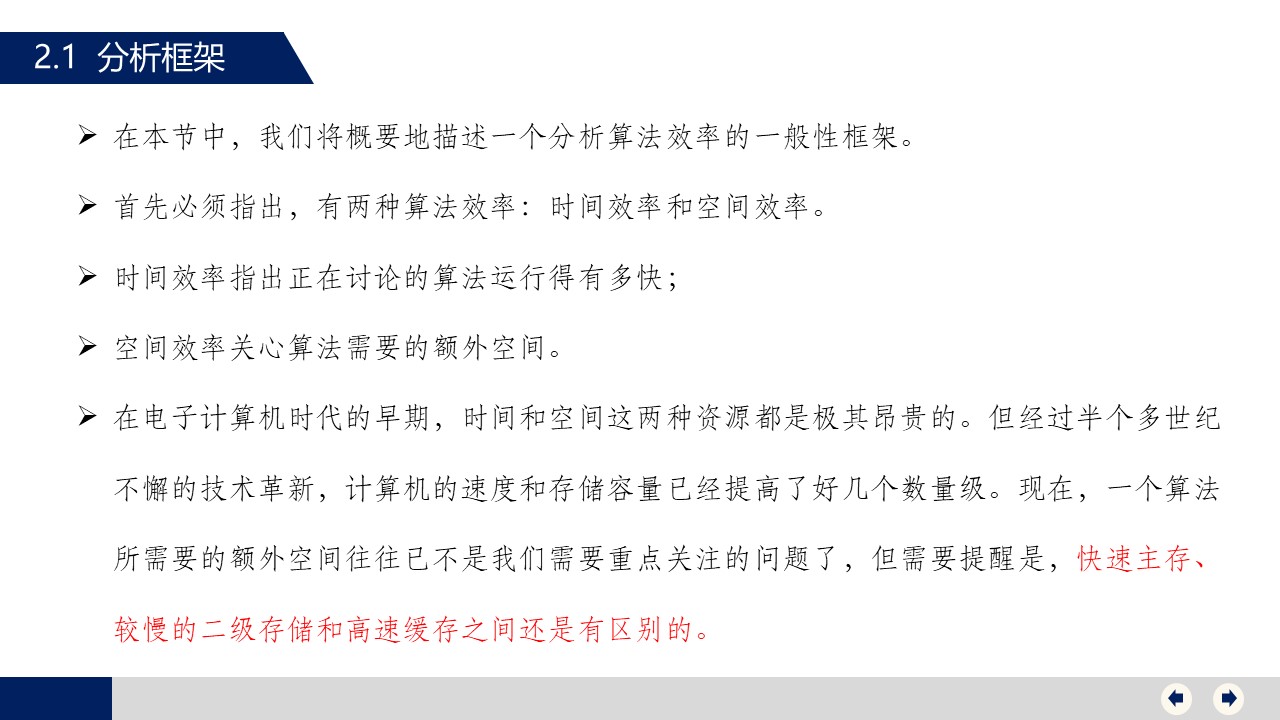 2.1 分析框架
在本节中，我们将概要地描述一个分析算法效率的一般性框架。
首先必须指出，有两种算法效率：时间效率和空间效率。
时间效率指出正在讨论的算法运行得有多快；
空间效率关心算法需要的额外空间。
在电子计算机时代的早期，时间和空间这两种资源都是极其昂贵的。但经过半个多世纪
不懈的技术革新，计算机的速度和存储容量已经提高了好几个数量级。现在，一个算法
所需要的额外空间往往已不是我们需要重点关注的问题了，但需要提醒是，快速主存、
较慢的二级存储和高速缓存之间还是有区别的。